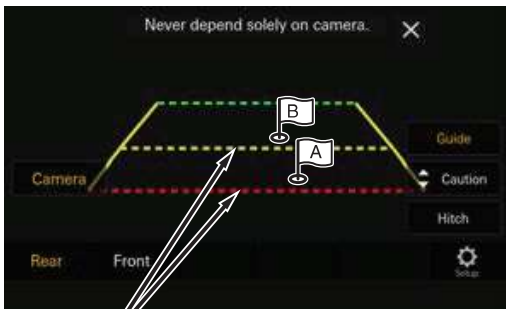 Never depend solely on camera.
B
A
Guide
Camera
Caution
Hitch
Rear Front
Setup